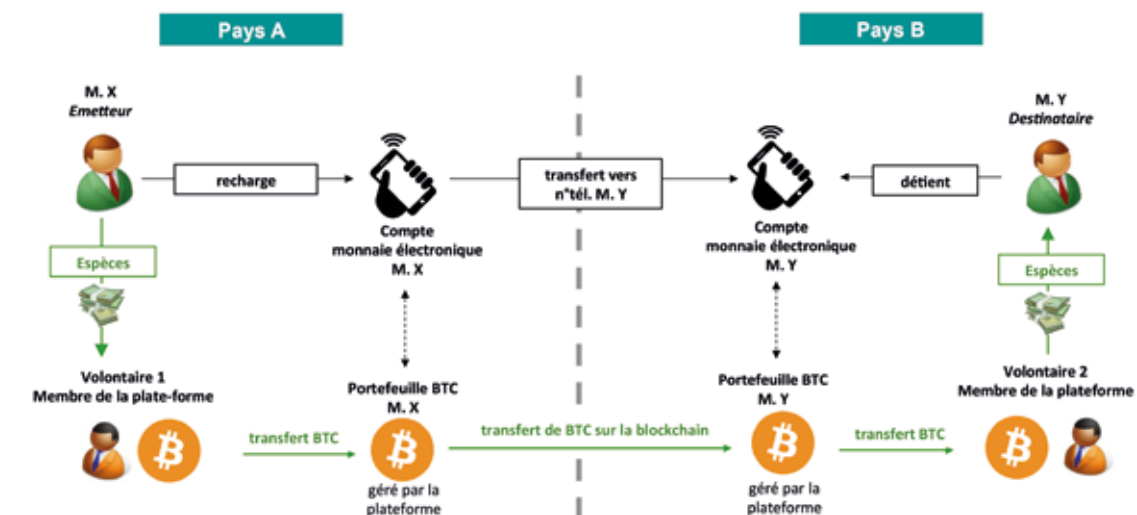 Pays A
Pays B
M. X
Emetteur
M. Y
Destinataire
recharge
transfert vers
n°tél. M. Y
détient
Compte
monnaie électronique
M. X
Compte
monnaie électronique
M. Y
Espèces
Espèces
Volontaire 1
Membre de la plate-forme
Portefeuille BTC
M. X
Portefeuille BTC
M. Y
Volontaire 2
Membre de la plateforme
transfert BTC
transfert de BTC sur la blockchain
transfert BTC
géré par la
plateforme
géré par la
plateforme